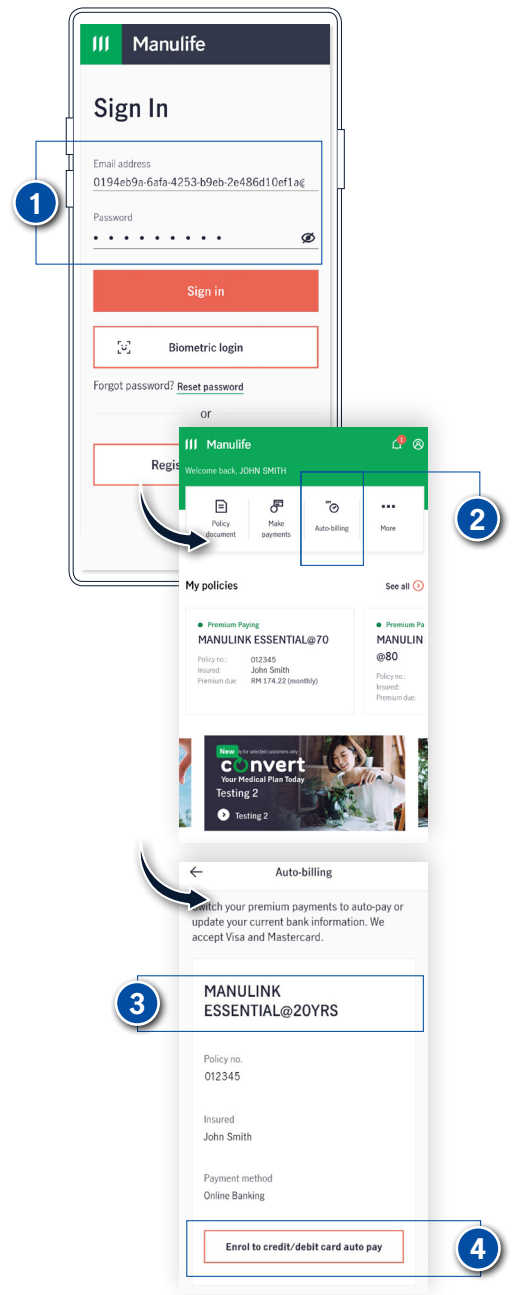 Manulife
Sign In
Email address
0194eb9a-6afa-4253-b9eb-2e486d10ef1a@
Password
1
Sign in
Biometric login
Forgot password? Reset password
or
Regis
Manulife
1
Welcome back, JOHN SMITH
2
Policy document
Make payments
Auto-billing
More
My policies
See all
Premium Paying
MANULINK ESSENTIAL@70
Policy no.: 012345
Insured: John Smith
Premium due: RM 174.22 (monthly)
Premium Pa
MANULIN
@80
Policy no.:
Insured:
Premium due:
New
for selected customers only
convert
Your Medical Plan Today
Testing 2
Testing 2
Auto-billing
Switch your premium payments to auto-pay or
update your current bank information. We
accept Visa and Mastercard.
3
MANULINK
ESSENTIAL@20YRS
Policy no.
012345
Insured
John Smith
Payment method
Online Banking
Enrol to credit/debit card auto pay
4